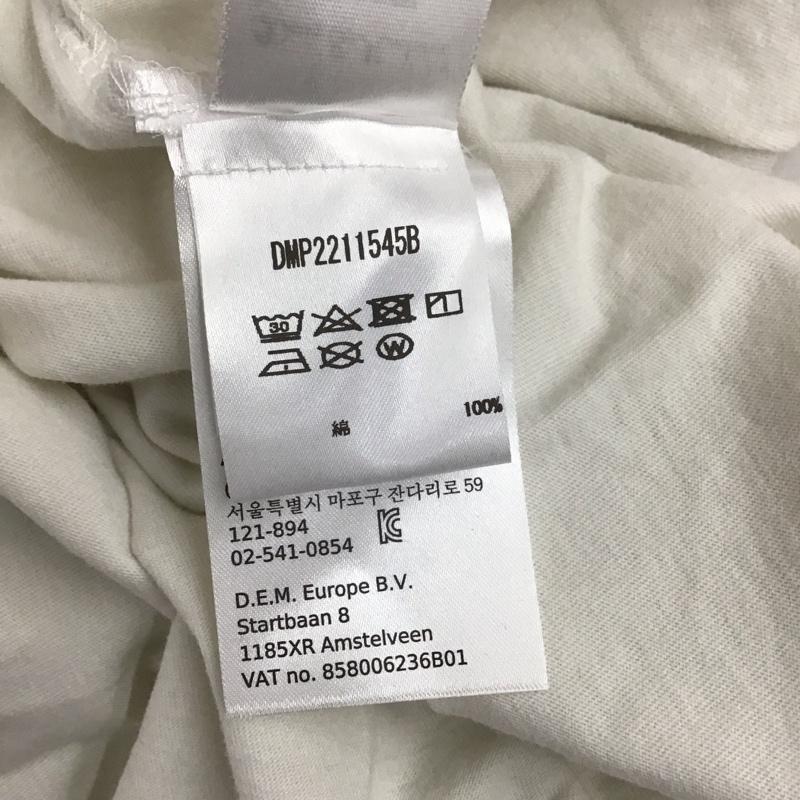 DMP2211545B
30
W
綿 100%
서울특별시 마포구 잔다리로 59
121-894
02-541-0854
D.E.M. Europe B.V.
Startbaan 8
1185XR Amstelveen
VAT no. 858006236B01